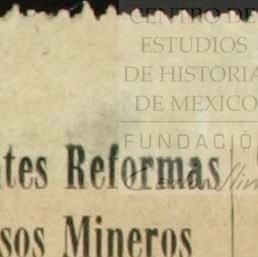 CENTRO DE
ESTUDIOS
DE HISTORIA
DE MEXICO
FUNDACIÓ
tes Reformas
sos Mineros